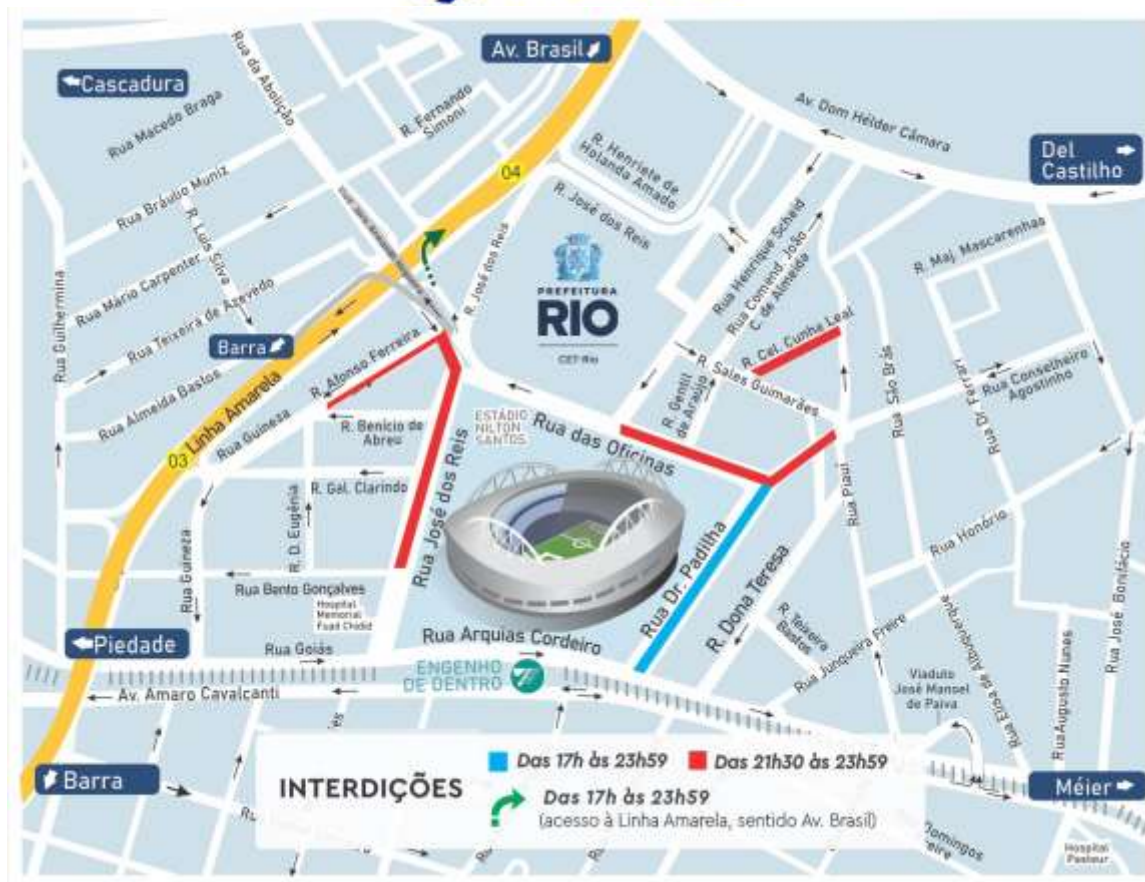 Av. Brasil
Cascadura
Rua da Abolição
Rua Macedo Braga
R. Fernando
Simoni
Av. Dom Hélder Câmara
Del
Castilho
R. Henriete de
Holanda Amado
04
Rua Bráulio Muniz
R. Luis Silva
R. José dos Reis
Rua Henrique Scheid
Rua Comend. João
C. de Almeida
R. Maj. Mascarenhas
Rua Guilhermina
Rua Mário Carpenter
Rua Teixeira de Azevedo
R. José dos Reis
PREFEITURA
RIO
CET-Rio
Barra
R. Afonso Ferreira
R. Cel. Cunha Leal
R. Sales Guimarães
Rua São Brás
Rua Dr. Ferrari
Rua Conselheiro
Agostinho
Rua Almeida Bastos
Linha Amarela
Rua Guineza
R. Gentil
de Araújo
R. Benício de
Abreu
ESTÁDIO
NILTON
SANTOS
Rua das Oficinas
03
R. Gal. Clarindo
Rua José dos Reis
Rua Piauí
R. D. Eugênia
Rua Guineza
Rua Honório
Rua Dr. Padilha
R. Dona Teresa
Rua Bento Gonçalves
Hospital
Memorial
Fuad Chidid
Rua José Bonifácio
R. Teixeira
Bastos
Rua Junqueira Freire
Rua Elisa de Albuquerque
Rua Augusto Nunes
Piedade
Rua Goiás
Rua Arquias Cordeiro
ENGENHO
DE DENTRO
Av. Amaro Cavalcanti
Viaduto
José Manoel
de Paiva
Barra
Méier
INTERDIÇÕES
Das 17h às 23h59
Das 21h30 às 23h59
Das 17h às 23h59
(acesso à Linha Amarela, sentido Av. Brasil)
Domingos
Hospital
Pasteur